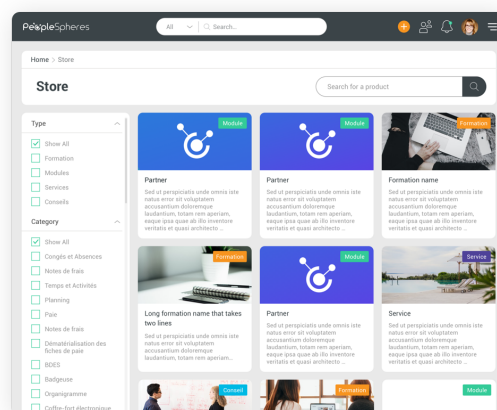 PeopleSpheres
All
Search...
Home > Store
Store
Search for a product
Type
Show All
Formation
Modules
Services
Conseils
Category
Show All
Congés et Absences
Notes de frais
Temps et Activités
Planning
Paie
Notes de frais
Dématérialisation des
fiches de paie
BDES
Badgeuse
Organigramme
Coffre-fort électronique
Module
Partner
Sed ut perspiciatis unde omnis iste
natus error sit voluptatem
accusantium doloremque
laudantium, totam rem aperiam,
eaque ipsa quae ab illo inventore
veritatis et quasi architecto ...
Module
Partner
Sed ut perspiciatis unde omnis iste
natus error sit voluptatem
accusantium doloremque
laudantium, totam rem aperiam,
eaque ipsa quae ab illo inventore
veritatis et quasi architecto ...
Formation
Formation name
Sed ut perspiciatis unde omnis iste
natus error sit voluptatem
accusantium doloremque
laudantium, totam rem aperiam,
eaque ipsa quae ab illo inventore
veritatis et quasi architecto ...
Formation
Long formation name that takes
two lines
Sed ut perspiciatis unde omnis iste
natus error sit voluptatem
accusantium doloremque
laudantium, totam rem aperiam...
Module
Partner
Sed ut perspiciatis unde omnis iste
natus error sit voluptatem
accusantium doloremque
laudantium, totam rem aperiam,
eaque ipsa quae ab illo inventore
veritatis et quasi architecto ...
Service
Service
Sed ut perspiciatis unde omnis iste
natus error sit voluptatem
accusantium doloremque
laudantium, totam rem aperiam,
eaque ipsa quae ab illo inventore
veritatis et quasi architecto ...
Conseil
Formation
Module